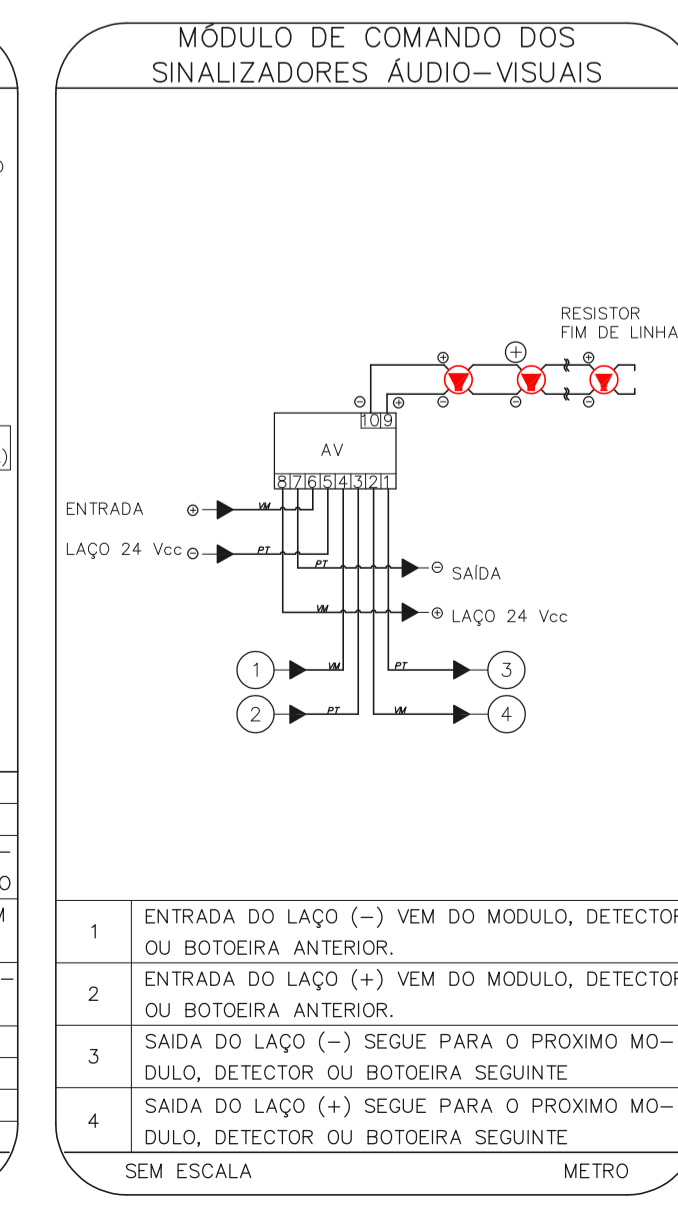 MÓDULO DE COMANDO DOS
SINALIZADORES ÁUDIO–VISUAIS
RESISTOR
FIM DE LINHA
10 9
AV
8 7 6 5 4 3 2 1
ENTRADA ⊕ VM
LAÇO 24 Vcc ⊖ PT
PT ⊖ SAÍDA
VM ⊕ LAÇO 24 Vcc
1 VM PT 3
2 PT VM 4
1 ENTRADA DO LAÇO (–) VEM DO MODULO, DETECTOR
OU BOTOEIRA ANTERIOR.
2 ENTRADA DO LAÇO (+) VEM DO MODULO, DETECTOR
OU BOTOEIRA ANTERIOR.
3 SAIDA DO LAÇO (–) SEGUE PARA O PROXIMO MO–
DULO, DETECTOR OU BOTOEIRA SEGUINTE
4 SAIDA DO LAÇO (+) SEGUE PARA O PROXIMO MO–
DULO, DETECTOR OU BOTOEIRA SEGUINTE
SEM ESCALA METRO